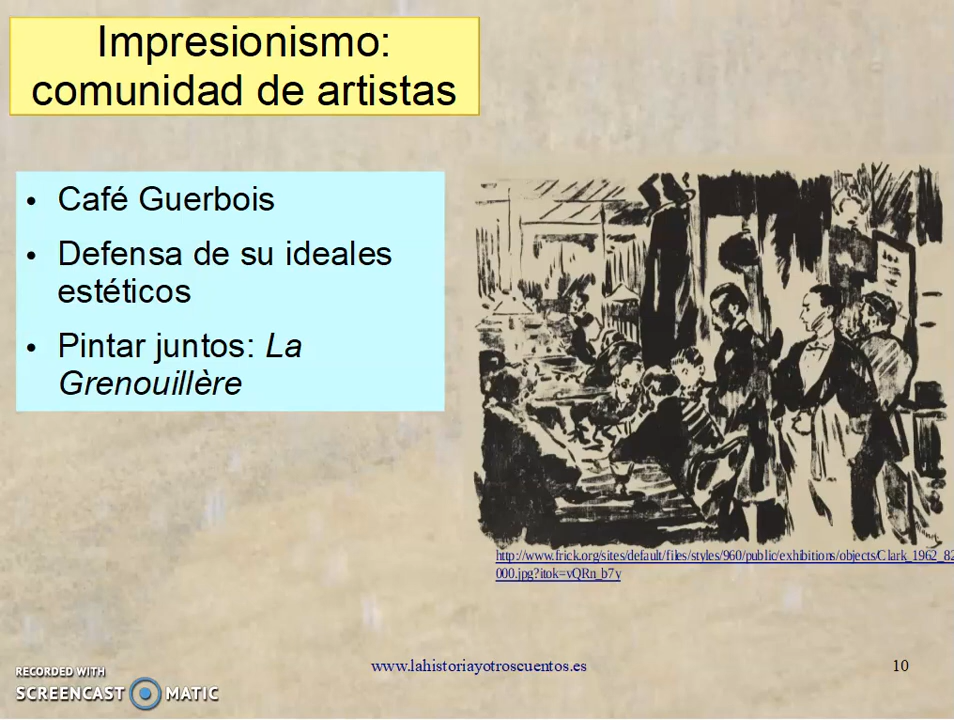 Impresionismo:
comunidad de artistas
• Café Guerbois
• Defensa de su ideales
estéticos
• Pintar juntos: La
Grenouillère
http://www.frick.org/sites/default/files/styles/960/public/exhibitions/objects/Clark_1962_82
000.jpg?itok=vQRn_b7y
www.lahistoriayotroscuentos.es
10
RECORDED WITH
SCREENCAST MATIC